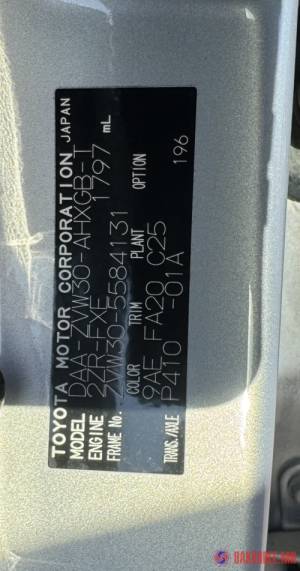 TOYOTA MOTOR CORPORATION JAPAN
MODEL DAA-ZVW30-AHXGB-T
ENGINE 2ZR-FXE 1797 mL
FRAME No. ZVW30-5584131
COLOR TRIM PLANT OPTION
9AE FA20 C25 196
TRANS./AXLE P410 -01A